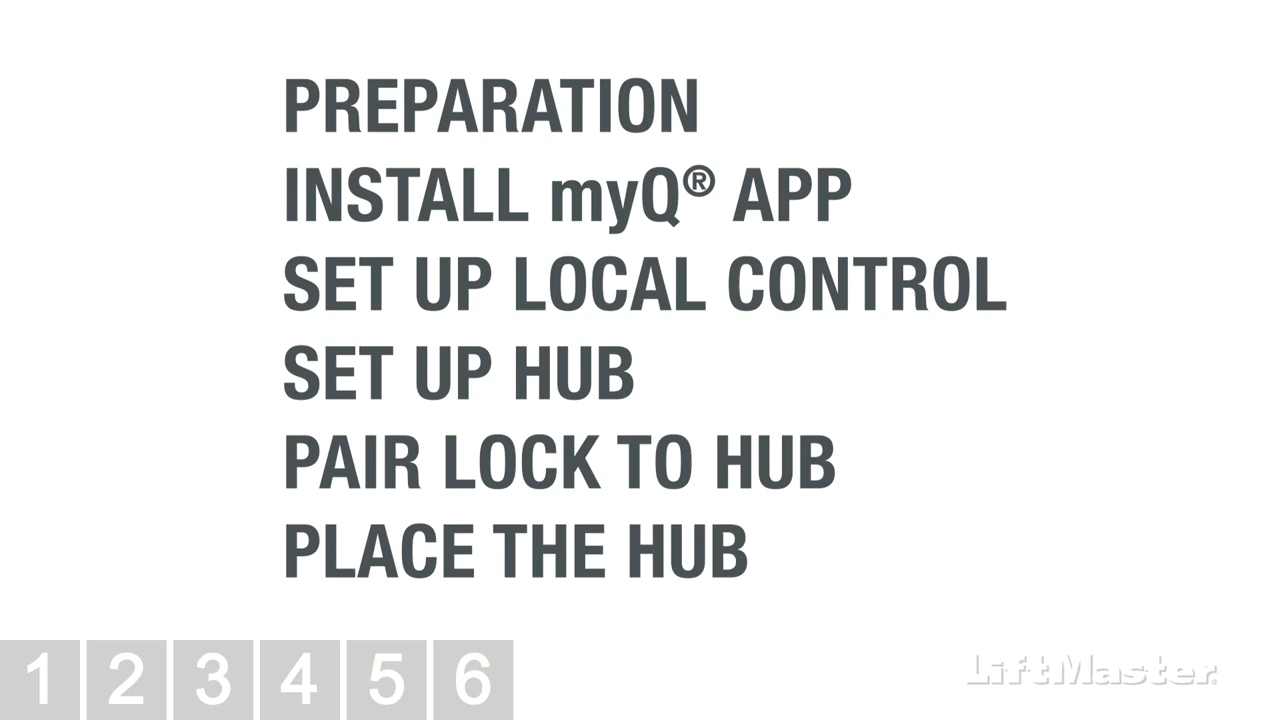 PREPARATION
INSTALL myQ® APP
SET UP LOCAL CONTROL
SET UP HUB
PAIR LOCK TO HUB
PLACE THE HUB
1 2 3 4 5 6
LiftMaster®